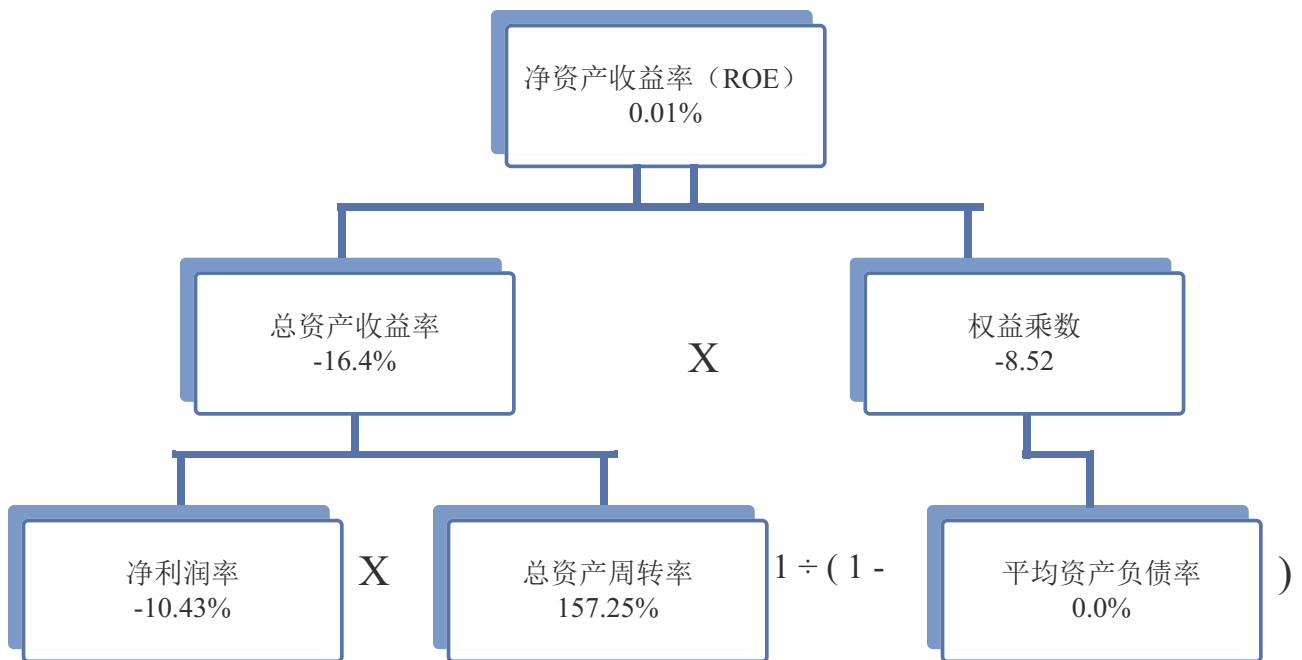 净资产收益率（ROE）
0.01%
总资产收益率
-16.4%
X
权益乘数
-8.52
净利润率
-10.43%
X
总资产周转率
157.25%
1 ÷ ( 1 -
平均资产负债率
0.0%
)